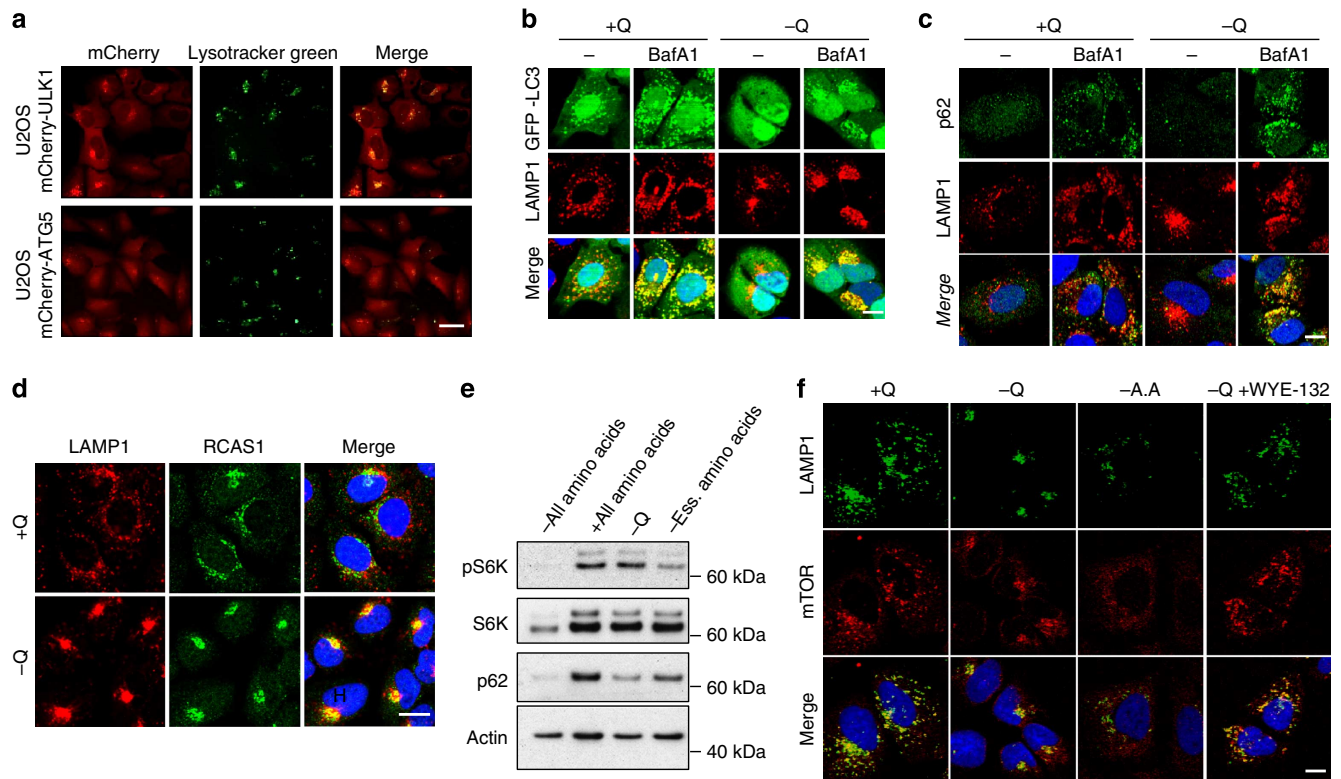 a
mCherry Lysotracker green Merge
U2OS
mCherry-ULK1
U2OS
mCherry-ATG5
b
+Q –Q
– BafA1 – BafA1
GFP -LC3
LAMP1
Merge
c
+Q –Q
– BafA1 – BafA1
p62
LAMP1
Merge
d
LAMP1 RCAS1 Merge
+Q
–Q
H
e
–All amino acids
+All amino acids
–Q
–Ess. amino acids
pS6K
60 kDa
S6K
60 kDa
p62
60 kDa
Actin
40 kDa
f
+Q –Q –A.A –Q +WYE-132
LAMP1
mTOR
Merge